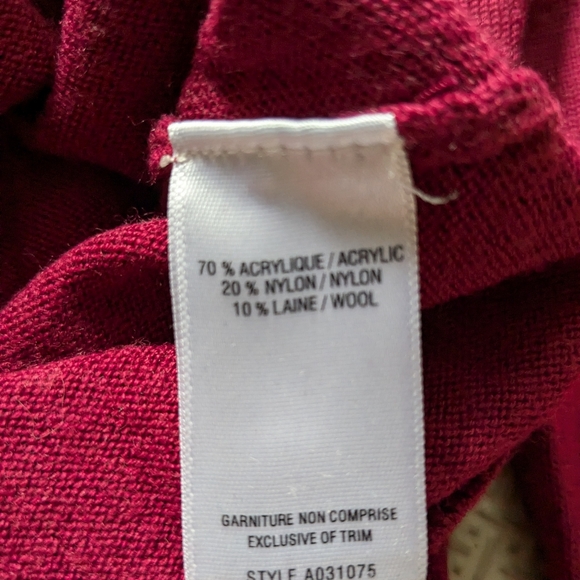 70 % ACRYLIQUE / ACRYLIC
20 % NYLON / NYLON
10 % LAINE / WOOL
GARNITURE NON COMPRISE
EXCLUSIVE OF TRIM
STYLE A031075